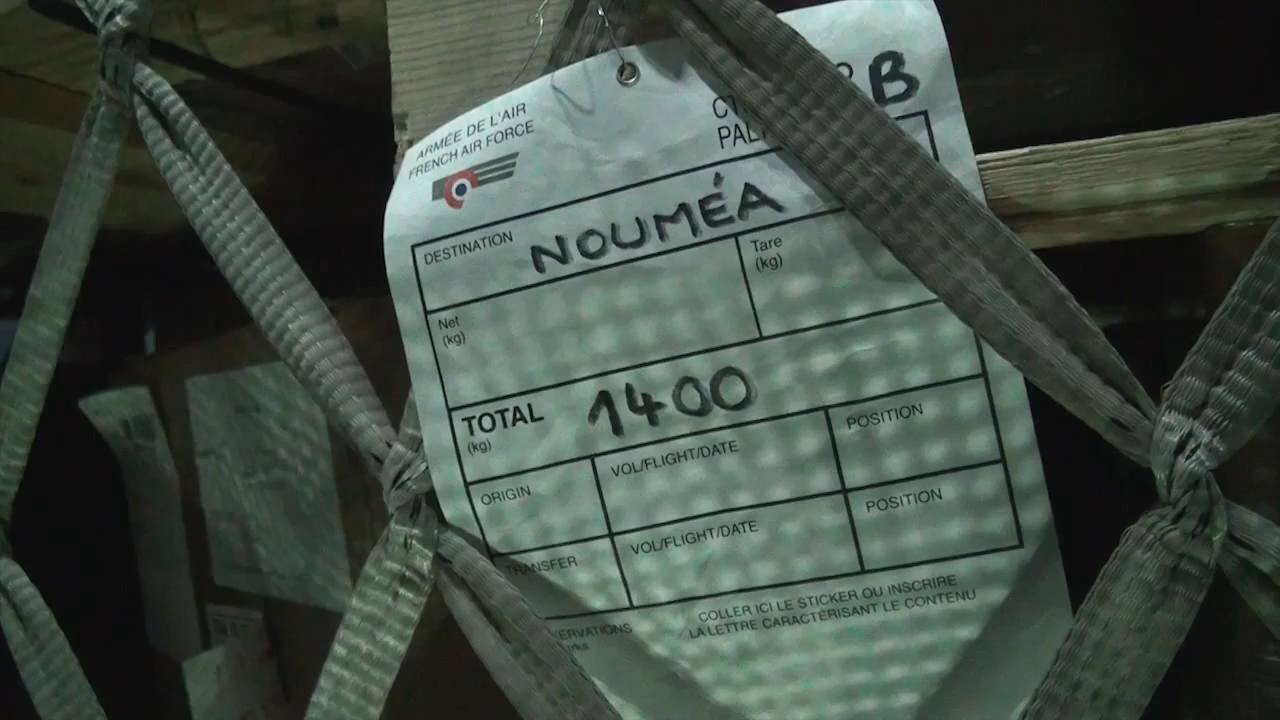 ARMÉE DE L'AIR
FRENCH AIR FORCE
B
DESTINATION NOUMÉA
Net
(kg)
Tare
(kg)
TOTAL 1400
(kg)
ORIGIN
VOL/FLIGHT/DATE
POSITION
TRANSFER
VOL/FLIGHT/DATE
POSITION
COLLER ICI LE STICKER OU INSCRIRE
LA LETTRE CARACTÉRISANT LE CONTENU